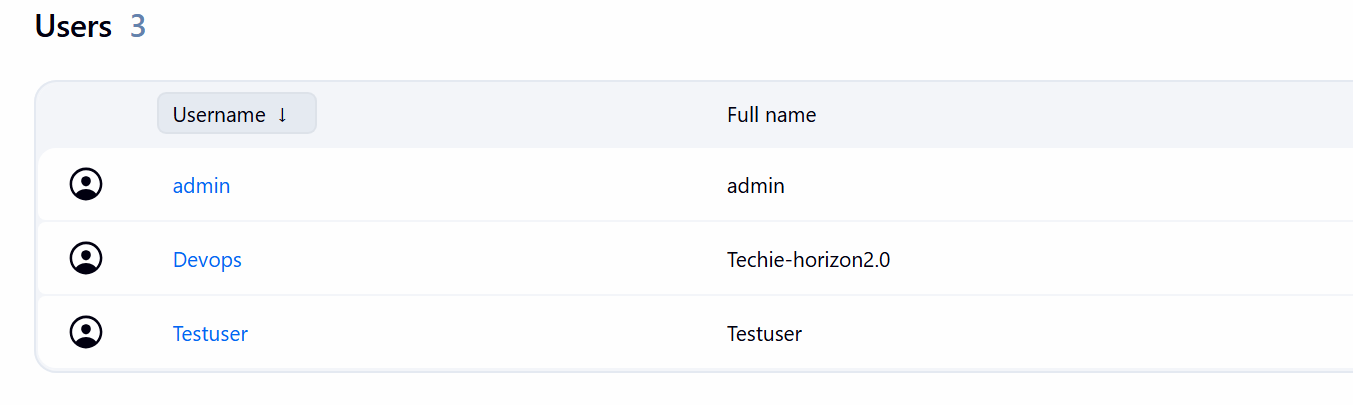 Users 3
Username ↓ Full name
admin admin
Devops Techie-horizon2.0
Testuser Testuser